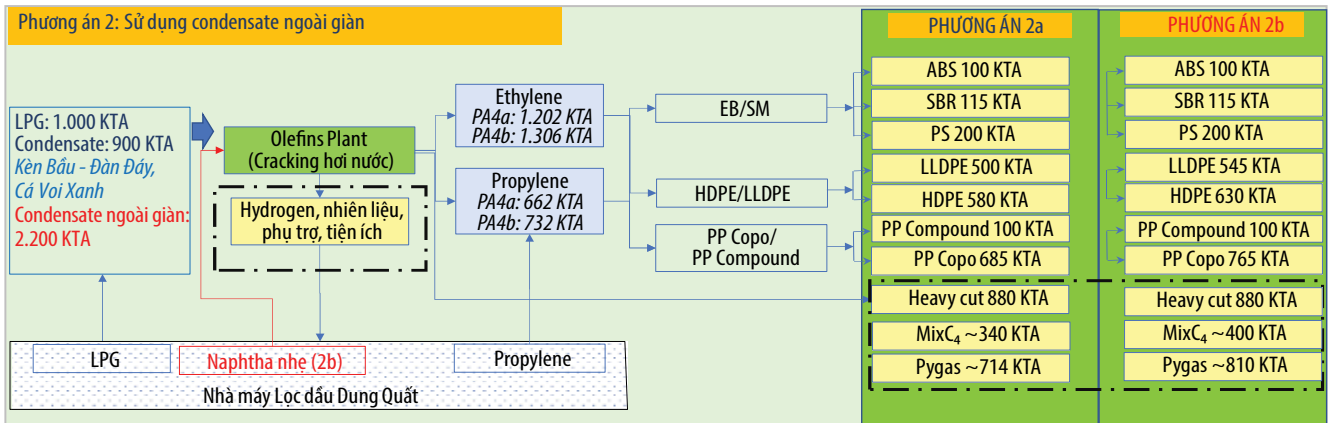 Phương án 2: Sử dụng condensate ngoài giàn
PHƯƠNG ÁN 2a
PHƯƠNG ÁN 2b
LPG: 1.000 KTA
Condensate: 900 KTA
Kèn Bầu - Đàn Đáy,
Cá Voi Xanh
Condensate ngoài giàn:
2.200 KTA
Olefins Plant
(Cracking hơi nước)
Hydrogen, nhiên liệu,
phụ trợ, tiện ích
Ethylene
PA4a: 1.202 KTA
PA4b: 1.306 KTA
Propylene
PA4a: 662 KTA
PA4b: 732 KTA
EB/SM
HDPE/LLDPE
PP Copo/
PP Compound
ABS 100 KTA
SBR 115 KTA
PS 200 KTA
LLDPE 500 KTA
HDPE 580 KTA
PP Compound 100 KTA
PP Copo 685 KTA
Heavy cut 880 KTA
MixC₄ ~340 KTA
Pygas ~714 KTA
ABS 100 KTA
SBR 115 KTA
PS 200 KTA
LLDPE 545 KTA
HDPE 630 KTA
PP Compound 100 KTA
PP Copo 765 KTA
Heavy cut 880 KTA
MixC₄ ~400 KTA
Pygas ~810 KTA
LPG
Naphtha nhẹ (2b)
Propylene
Nhà máy Lọc dầu Dung Quất